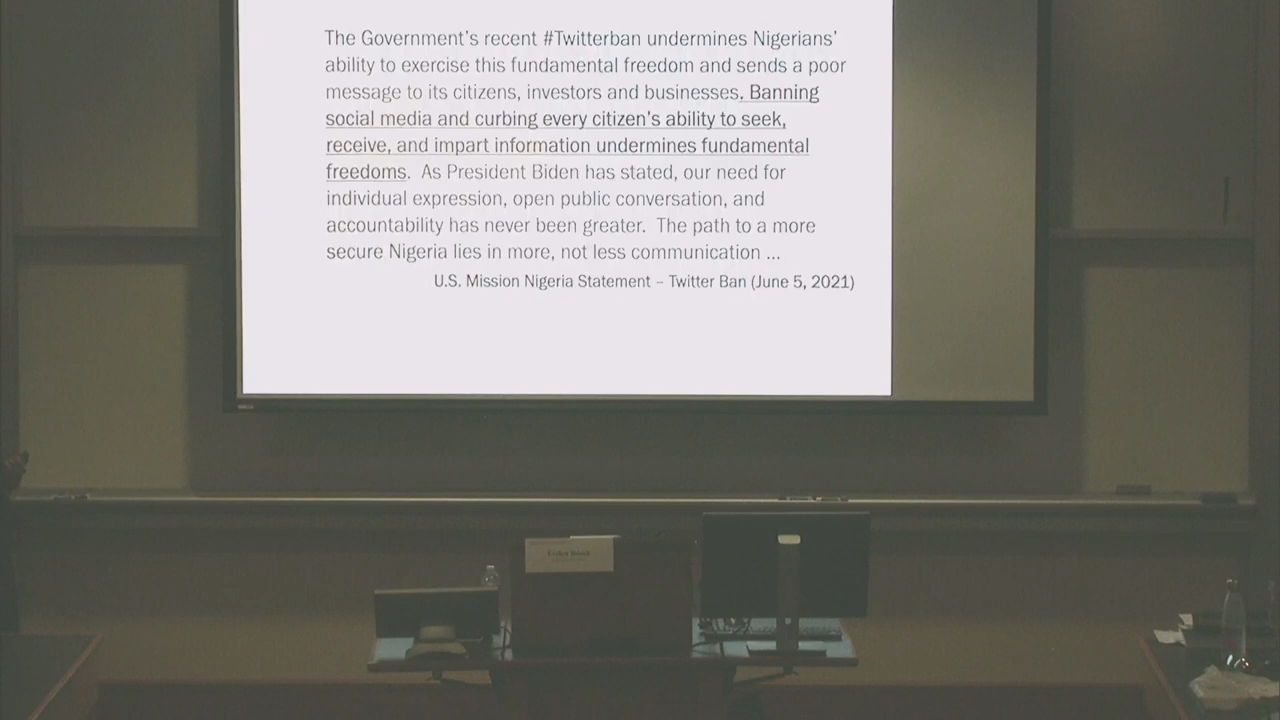 The Government's recent #Twitterban undermines Nigerians'
ability to exercise this fundamental freedom and sends a poor
message to its citizens, investors and businesses. Banning
social media and curbing every citizen's ability to seek,
receive, and impart information undermines fundamental
freedoms.  As President Biden has stated, our need for
individual expression, open public conversation, and
accountability has never been greater.  The path to a more
secure Nigeria lies in more, not less communication ...
U.S. Mission Nigeria Statement – Twitter Ban (June 5, 2021)